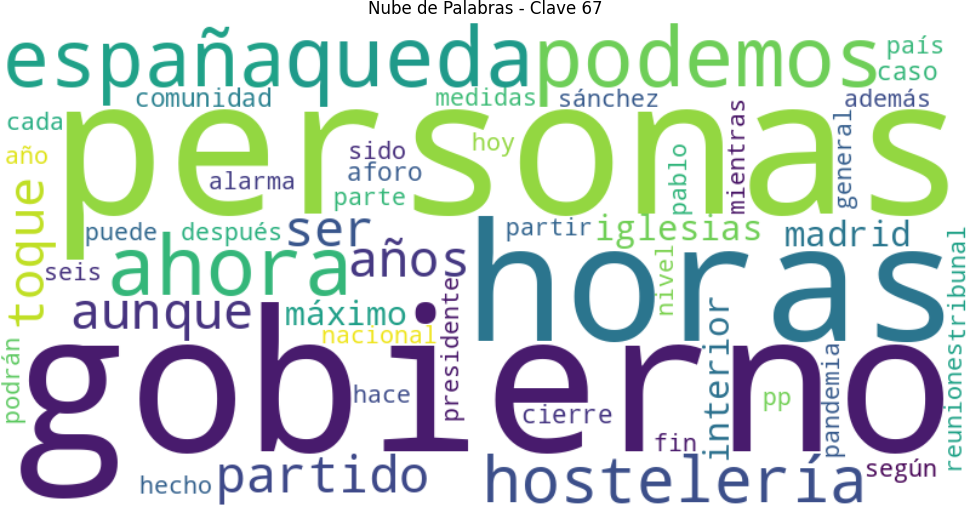 Nube de Palabras - Clave 67
españa
queda
podemos
país
caso
comunidad
medidas
sánchez
además
personas
cada
año
toque
sido
aforo
alarma
parte
hoy
pablo
mientras
general
puede
después
ser
partir
iglesias
madrid
seis
ahora
años
horas
nivel
tribunal
aunque
máximo
nacional
presidente
interior
podrán
gobierno
hace
cierre
pp
pandemia
reuniones
fin
hecho
partido
hostelería
según